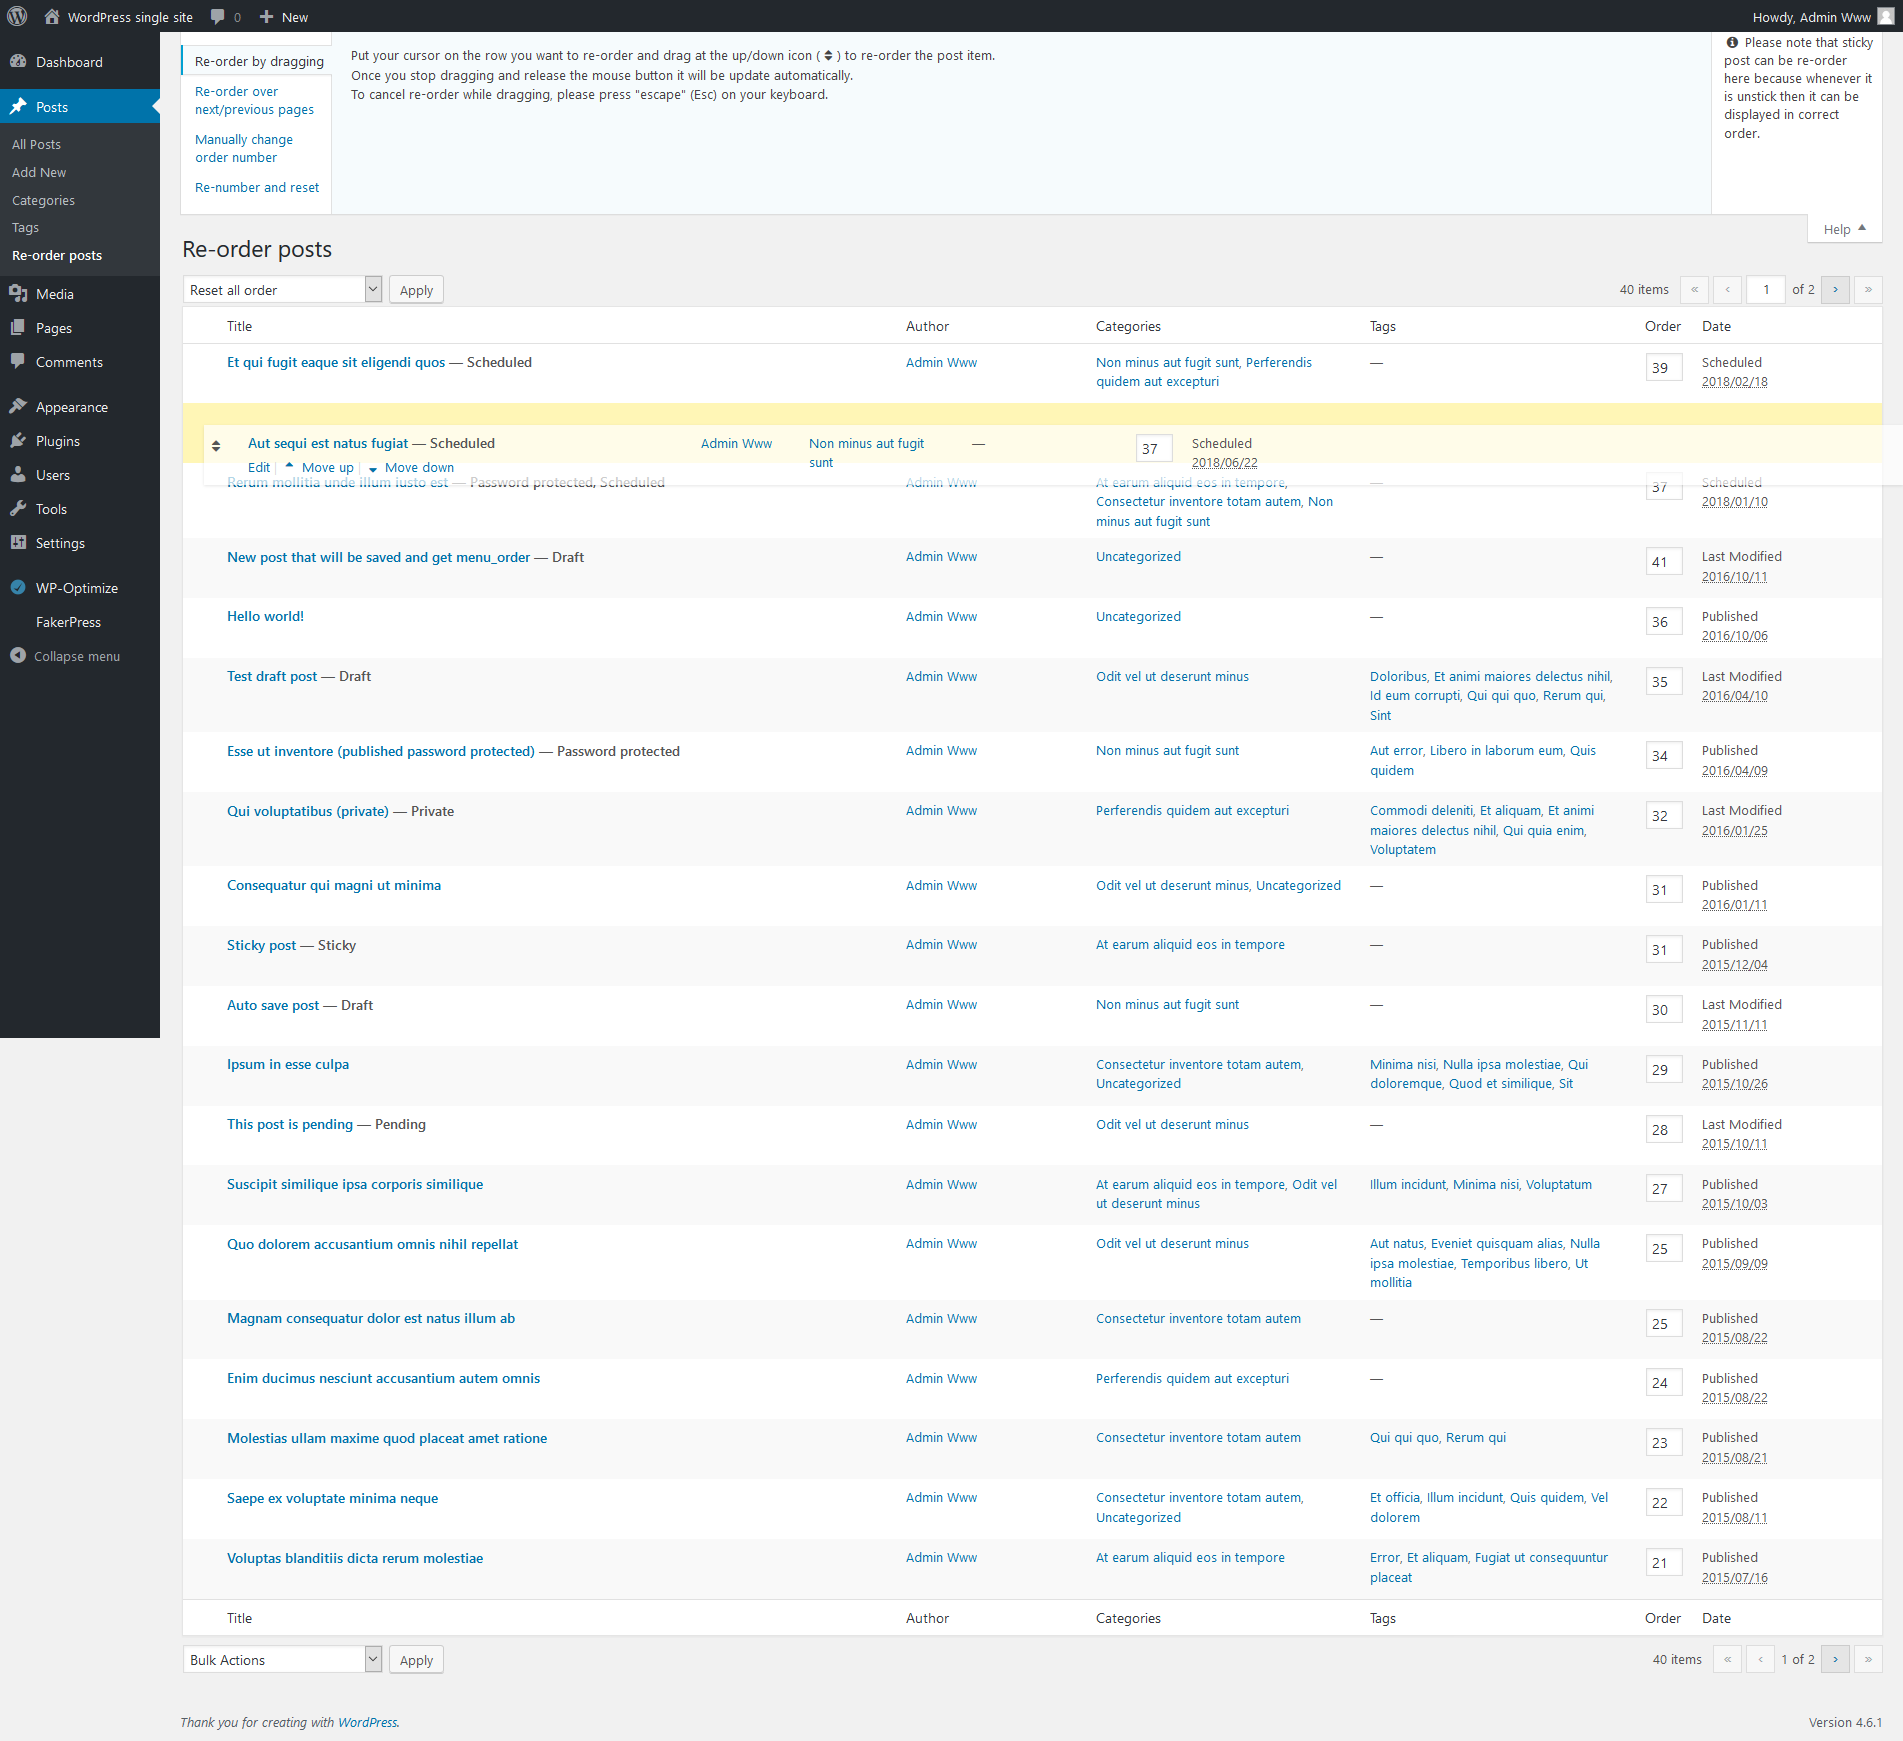 WordPress single site 0 New Howdy, Admin Www
Dashboard
Posts
All Posts
Add New
Categories
Tags
Re-order posts
Media
Pages
Comments
Appearance
Plugins
Users
Tools
Settings
WP-Optimize
FakerPress
Collapse menu
Re-order by dragging
Re-order over
next/previous pages
Manually change
order number
Re-number and reset
Put your cursor on the row you want to re-order and drag at the up/down icon ( ) to re-order the post item.
Once you stop dragging and release the mouse button it will be update automatically.
To cancel re-order while dragging, please press "escape" (Esc) on your keyboard.
Please note that sticky
post can be re-order
here because whenever it
is unstick then it can be
displayed in correct
order.
Help
Re-order posts
Reset all order Apply 40 items « ‹ 1 of 2 › »
Title Author Categories Tags Order Date
Et qui fugit eaque sit eligendi quos — Scheduled Admin Www Non minus aut fugit sunt, Perferendis — 39 Scheduled
quidem aut excepturi 2018/02/18
Aut sequi est natus fugiat — Scheduled Admin Www Non minus aut fugit — 37 Scheduled
sunt 2018/06/22
Edit | Move up | Move down
Rerum mollitia unde illum iusto est — Password protected, Scheduled Admin Www At earum aliquid eos in tempore, — 37 Scheduled
Consectetur inventore totam autem, Non 2018/01/10
minus aut fugit sunt
New post that will be saved and get menu_order — Draft Admin Www Uncategorized — 41 Last Modified
2016/10/11
Hello world! Admin Www Uncategorized — 36 Published
2016/10/06
Test draft post — Draft Admin Www Odit vel ut deserunt minus Doloribus, Et animi maiores delectus nihil, 35 Last Modified
Id eum corrupti, Qui qui quo, Rerum qui, 2016/04/10
Sint
Esse ut inventore (published password protected) — Password protected Admin Www Non minus aut fugit sunt Aut error, Libero in laborum eum, Quis 34 Published
quidem 2016/04/09
Qui voluptatibus (private) — Private Admin Www Perferendis quidem aut excepturi Commodi deleniti, Et aliquam, Et animi 32 Last Modified
maiores delectus nihil, Qui quia enim, 2016/01/25
Voluptatem
Consequatur qui magni ut minima Admin Www Odit vel ut deserunt minus, Uncategorized — 31 Published
2016/01/11
Sticky post — Sticky Admin Www At earum aliquid eos in tempore — 31 Published
2015/12/04
Auto save post — Draft Admin Www Non minus aut fugit sunt — 30 Last Modified
2015/11/11
Ipsum in esse culpa Admin Www Consectetur inventore totam autem, Minima nisi, Nulla ipsa molestiae, Qui 29 Published
Uncategorized doloremque, Quod et similique, Sit 2015/10/26
This post is pending — Pending Admin Www Odit vel ut deserunt minus — 28 Last Modified
2015/10/11
Suscipit similique ipsa corporis similique Admin Www At earum aliquid eos in tempore, Odit vel Illum incidunt, Minima nisi, Voluptatum 27 Published
ut deserunt minus 2015/10/03
Quo dolorem accusantium omnis nihil repellat Admin Www Odit vel ut deserunt minus Aut natus, Eveniet quisquam alias, Nulla 25 Published
ipsa molestiae, Temporibus libero, Ut 2015/09/09
mollitia
Magnam consequatur dolor est natus illum ab Admin Www Consectetur inventore totam autem — 25 Published
2015/08/22
Enim ducimus nesciunt accusantium autem omnis Admin Www Perferendis quidem aut excepturi — 24 Published
2015/08/22
Molestias ullam maxime quod placeat amet ratione Admin Www Consectetur inventore totam autem Qui qui quo, Rerum qui 23 Published
2015/08/21
Saepe ex voluptate minima neque Admin Www Consectetur inventore totam autem, Et officia, Illum incidunt, Quis quidem, Vel 22 Published
Uncategorized dolorem 2015/08/11
Voluptas blanditiis dicta rerum molestiae Admin Www At earum aliquid eos in tempore Error, Et aliquam, Fugiat ut consequuntur 21 Published
placeat 2015/07/16
Title Author Categories Tags Order Date
Bulk Actions Apply 40 items « ‹ 1 of 2 › »
Thank you for creating with WordPress. Version 4.6.1